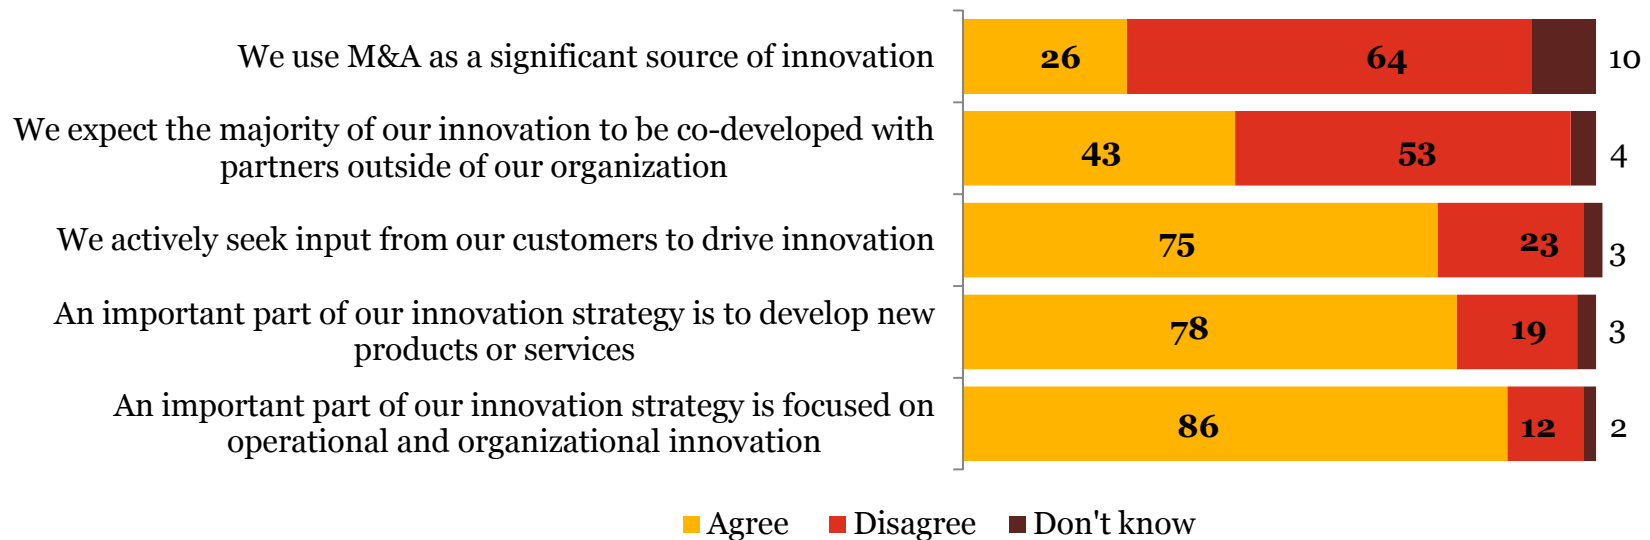 We use M&A as a significant source of innovation
26 64 10
We expect the majority of our innovation to be co-developed with
partners outside of our organization
43 53 4
We actively seek input from our customers to drive innovation
75 23 3
An important part of our innovation strategy is to develop new
products or services
78 19 3
An important part of our innovation strategy is focused on
operational and organizational innovation
86 12 2
Agree Disagree Don't know